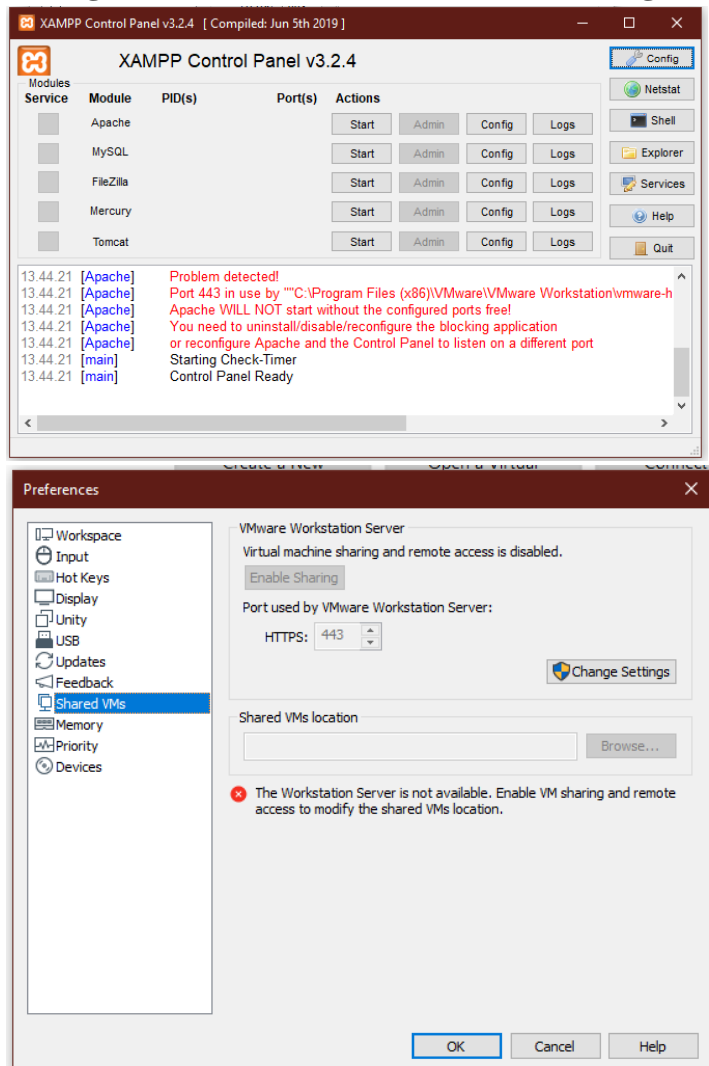 XAMPP Control Panel v3.2.4 [ Compiled: Jun 5th 2019 ]
XAMPP Control Panel v3.2.4
Config
Modules
Service Module PID(s) Port(s) Actions
Netstat
Apache Start Admin Config Logs
Shell
MySQL Start Admin Config Logs
Explorer
FileZilla Start Admin Config Logs
Services
Mercury Start Admin Config Logs
Help
Tomcat Start Admin Config Logs
Quit
13.44.21 [Apache] Problem detected!
13.44.21 [Apache] Port 443 in use by ""C:\Program Files (x86)\VMware\VMware Workstation\vmware-h
13.44.21 [Apache] Apache WILL NOT start without the configured ports free!
13.44.21 [Apache] You need to uninstall/disable/reconfigure the blocking application
13.44.21 [Apache] or reconfigure Apache and the Control Panel to listen on a different port
13.44.21 [main] Starting Check-Timer
13.44.21 [main] Control Panel Ready
Create a New Open a Virtual Connect
Preferences
Workspace
Input
Hot Keys
Display
Unity
USB
Updates
Feedback
Shared VMs
Memory
Priority
Devices
VMware Workstation Server
Virtual machine sharing and remote access is disabled.
Enable Sharing
Port used by VMware Workstation Server:
HTTPS: 443
Change Settings
Shared VMs location
Browse...
The Workstation Server is not available. Enable VM sharing and remote
access to modify the shared VMs location.
OK Cancel Help